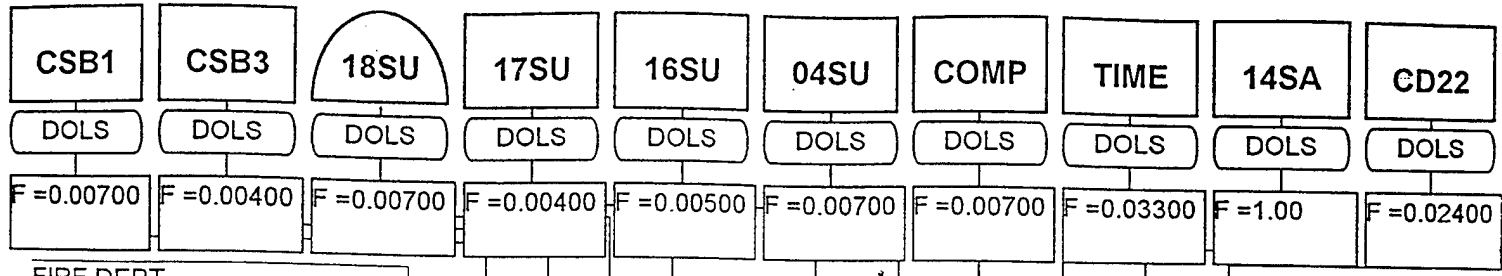 CSB1 CSB3 18SU 17SU 16SU 04SU COMP TIME 14SA CD22
DOLS DOLS DOLS DOLS DOLS DOLS DOLS DOLS DOLS DOLS
F =0.00700 F =0.00400 F =0.00700 F =0.00400 F =0.00500 F =0.00700 F =0.00700 F =0.03300 F =1.00 F =0.02400
FIRE DEPT